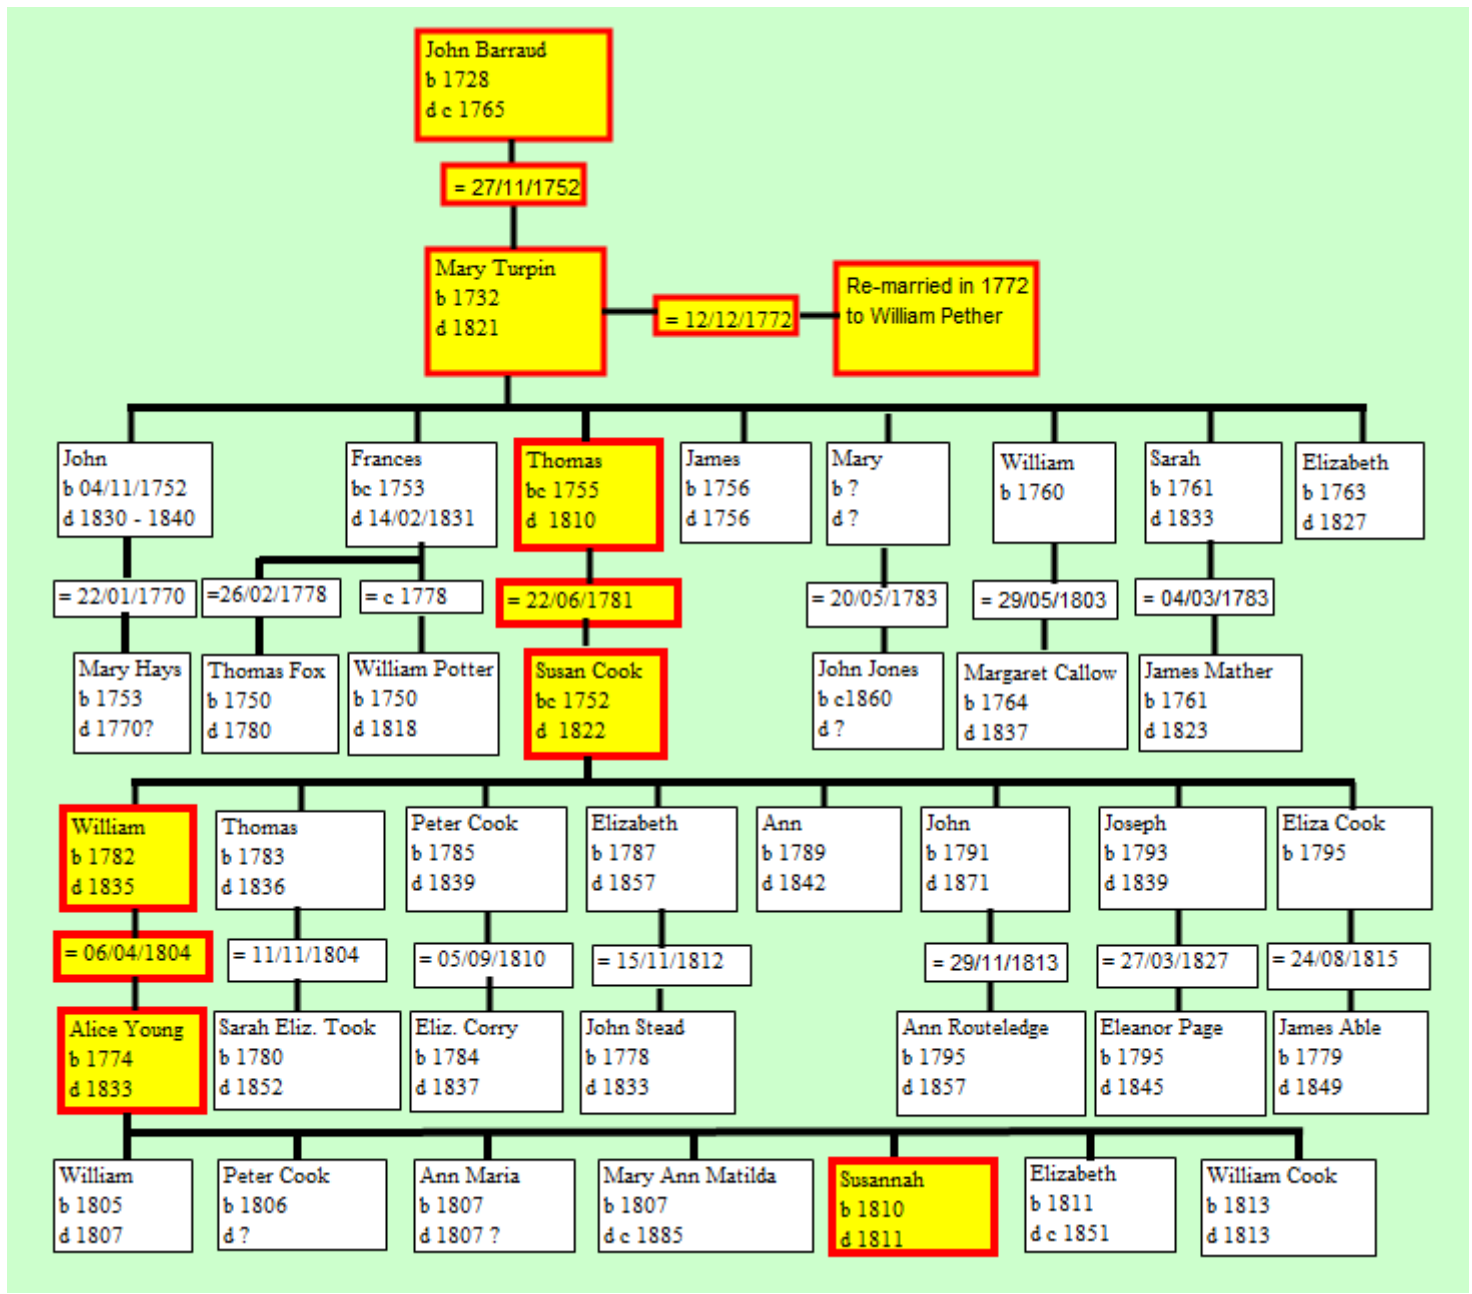 John Barraud
b 1728
d c 1765
= 27/11/1752
Mary Turpin
b 1732
d 1821
= 12/12/1772
Re-married in 1772
to William Pether
John
b 04/11/1752
d 1830 - 1840
Frances
bc 1753
d 14/02/1831
Thomas
bc 1755
d 1810
James
b 1756
d 1756
Mary
b ?
d ?
William
b 1760
Sarah
b 1761
d 1833
Elizabeth
b 1763
d 1827
= 22/01/1770
=26/02/1778
= c 1778
= 22/06/1781
= 20/05/1783
= 29/05/1803
= 04/03/1783
Mary Hays
b 1753
d 1770?
Thomas Fox
b 1750
d 1780
William Potter
b 1750
d 1818
Susan Cook
bc 1752
d 1822
John Jones
b c1860
d ?
Margaret Callow
b 1764
d 1837
James Mather
b 1761
d 1823
William
b 1782
d 1835
Thomas
b 1783
d 1836
Peter Cook
b 1785
d 1839
Elizabeth
b 1787
d 1857
Ann
b 1789
d 1842
John
b 1791
d 1871
Joseph
b 1793
d 1839
Eliza Cook
b 1795
= 06/04/1804
= 11/11/1804
= 05/09/1810
= 15/11/1812
= 29/11/1813
= 27/03/1827
= 24/08/1815
Alice Young
b 1774
d 1833
Sarah Eliz. Took
b 1780
d 1852
Eliz. Corry
b 1784
d 1837
John Stead
b 1778
d 1833
Ann Routeledge
b 1795
d 1857
Eleanor Page
b 1795
d 1845
James Able
b 1779
d 1849
William
b 1805
d 1807
Peter Cook
b 1806
d ?
Ann Maria
b 1807
d 1807 ?
Mary Ann Matilda
b 1807
d c 1885
Susannah
b 1810
d 1811
Elizabeth
b 1811
d c 1851
William Cook
b 1813
d 1813